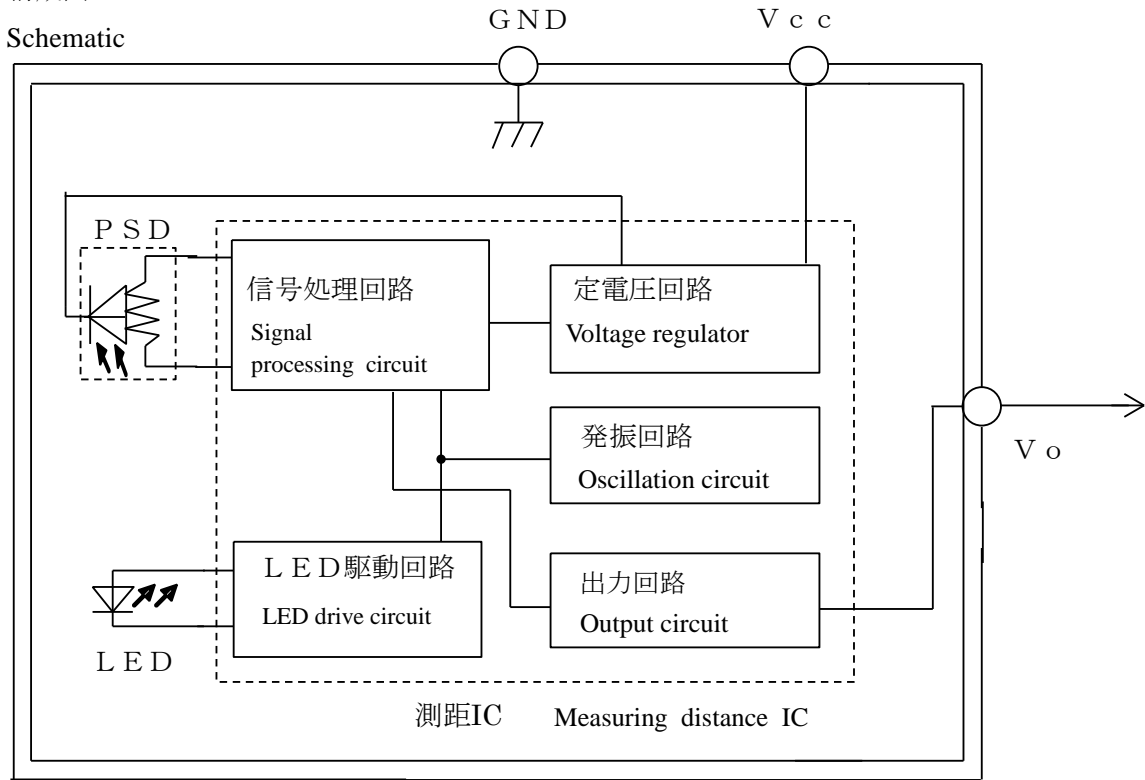 Schematic
ＧＮＤ
Ｖｃｃ
ＰＳＤ
信号処理回路
Signal
processing circuit
定電圧回路
Voltage regulator
発振回路
Oscillation circuit
Ｖｏ
ＬＥＤ駆動回路
LED drive circuit
出力回路
Output circuit
ＬＥＤ
測距IC Measuring distance IC